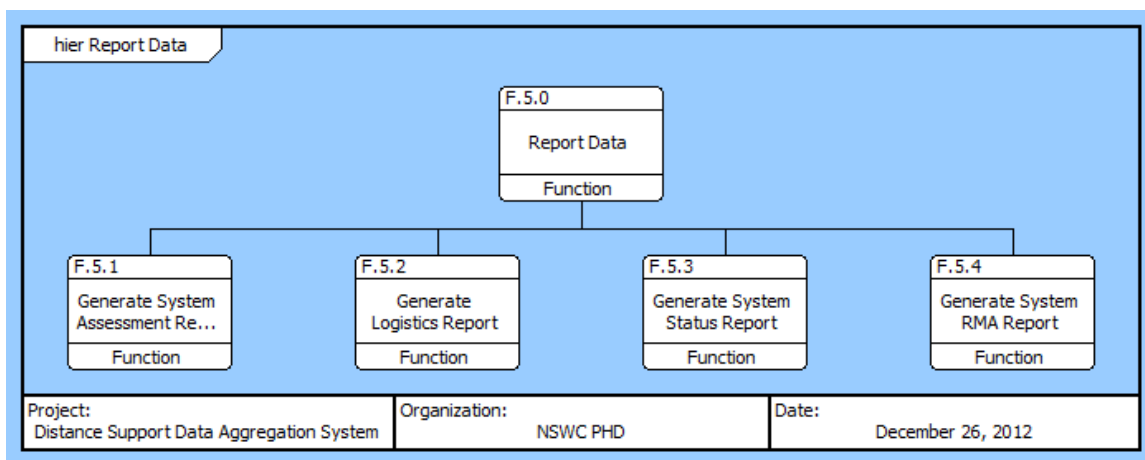 hier Report Data
F.5.0
Report Data
Function
F.5.1
Generate System
Assessment Re...
Function
F.5.2
Generate
Logistics Report
Function
F.5.3
Generate System
Status Report
Function
F.5.4
Generate System
RMA Report
Function
Project:
Distance Support Data Aggregation System
Organization:
NSWC PHD
Date:
December 26, 2012